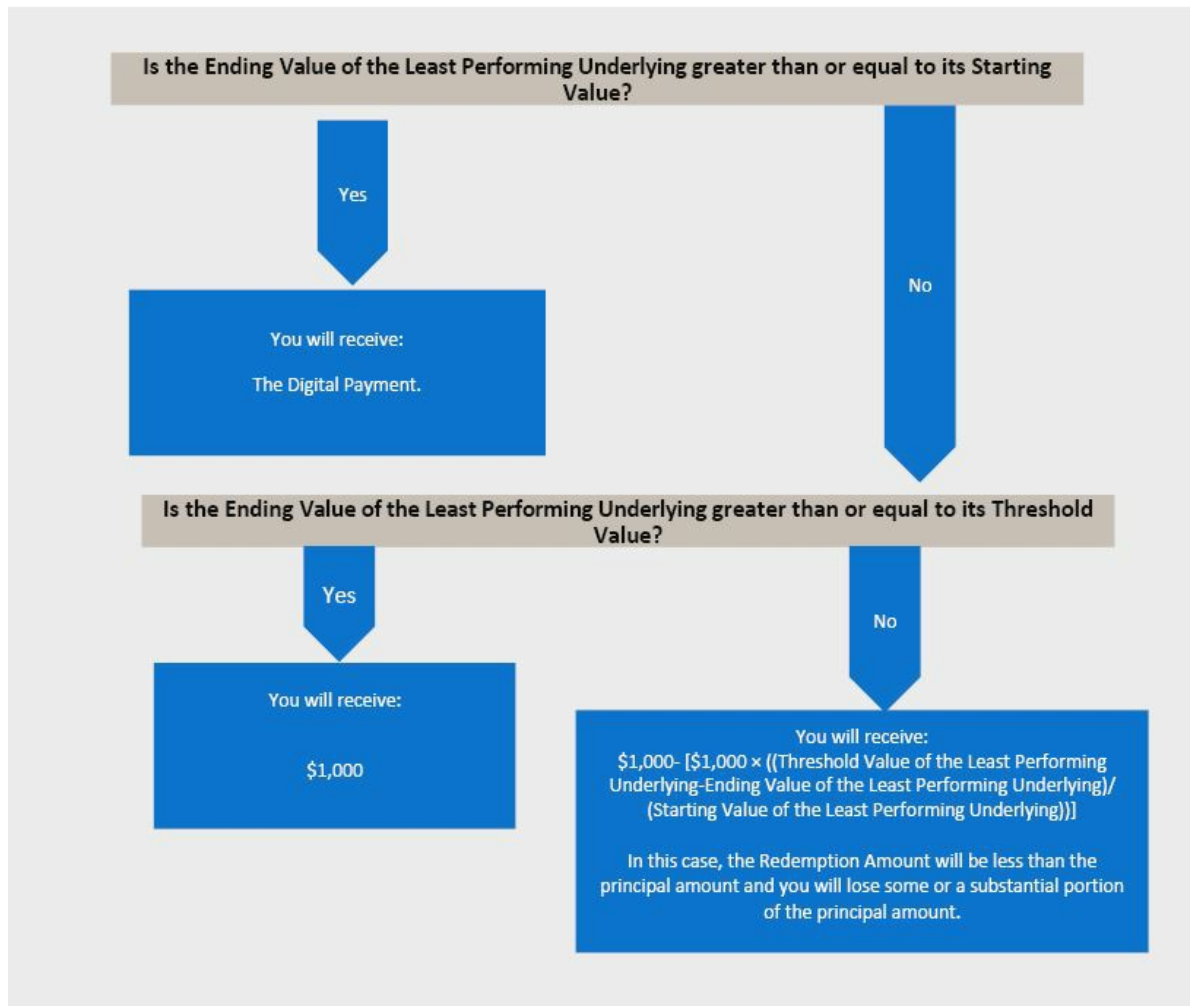 Is the Ending Value of the Least Performing Underlying greater than or equal to its Starting
Value?
Yes
No
You will receive:
The Digital Payment.
Is the Ending Value of the Least Performing Underlying greater than or equal to its Threshold
Value?
Yes
No
You will receive:
$1,000
You will receive:
$1,000- [$1,000 × ((Threshold Value of the Least Performing
Underlying-Ending Value of the Least Performing Underlying)/
(Starting Value of the Least Performing Underlying))]
In this case, the Redemption Amount will be less than the
principal amount and you will lose some or a substantial portion
of the principal amount.